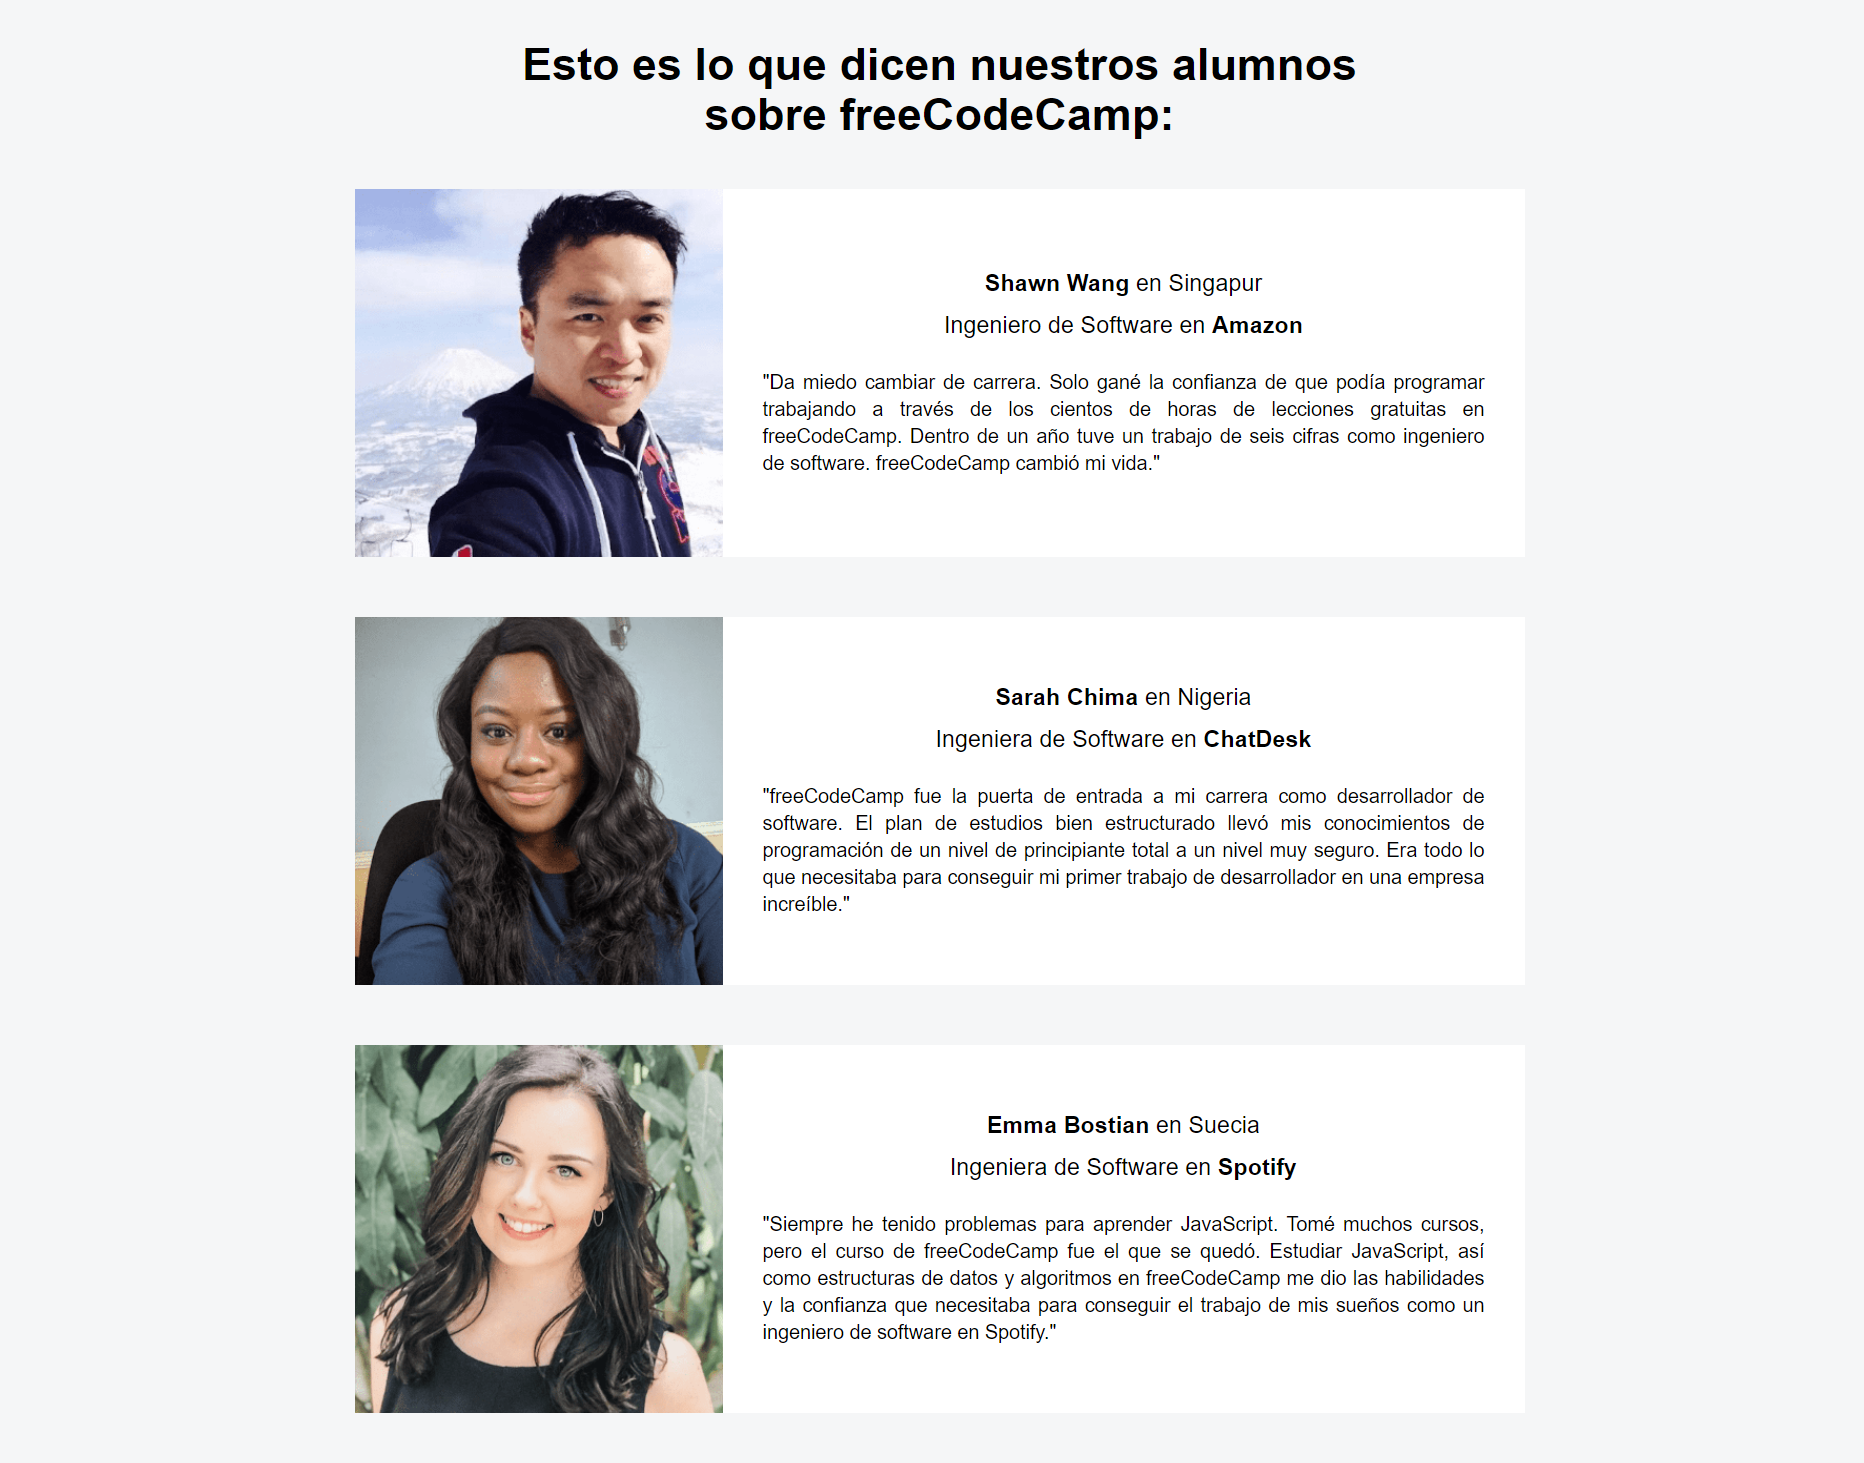 Esto es lo que dicen nuestros alumnos
sobre freeCodeCamp:
Shawn Wang en Singapur
Ingeniero de Software en Amazon
"Da miedo cambiar de carrera. Solo gané la confianza de que podía programar
trabajando a través de los cientos de horas de lecciones gratuitas en
freeCodeCamp. Dentro de un año tuve un trabajo de seis cifras como ingeniero
de software. freeCodeCamp cambió mi vida."
Sarah Chima en Nigeria
Ingeniera de Software en ChatDesk
"freeCodeCamp fue la puerta de entrada a mi carrera como desarrollador de
software. El plan de estudios bien estructurado llevó mis conocimientos de
programación de un nivel de principiante total a un nivel muy seguro. Era todo lo
que necesitaba para conseguir mi primer trabajo de desarrollador en una empresa
increíble."
Emma Bostian en Suecia
Ingeniera de Software en Spotify
"Siempre he tenido problemas para aprender JavaScript. Tomé muchos cursos,
pero el curso de freeCodeCamp fue el que se quedó. Estudiar JavaScript, así
como estructuras de datos y algoritmos en freeCodeCamp me dio las habilidades
y la confianza que necesitaba para conseguir el trabajo de mis sueños como un
ingeniero de software en Spotify."